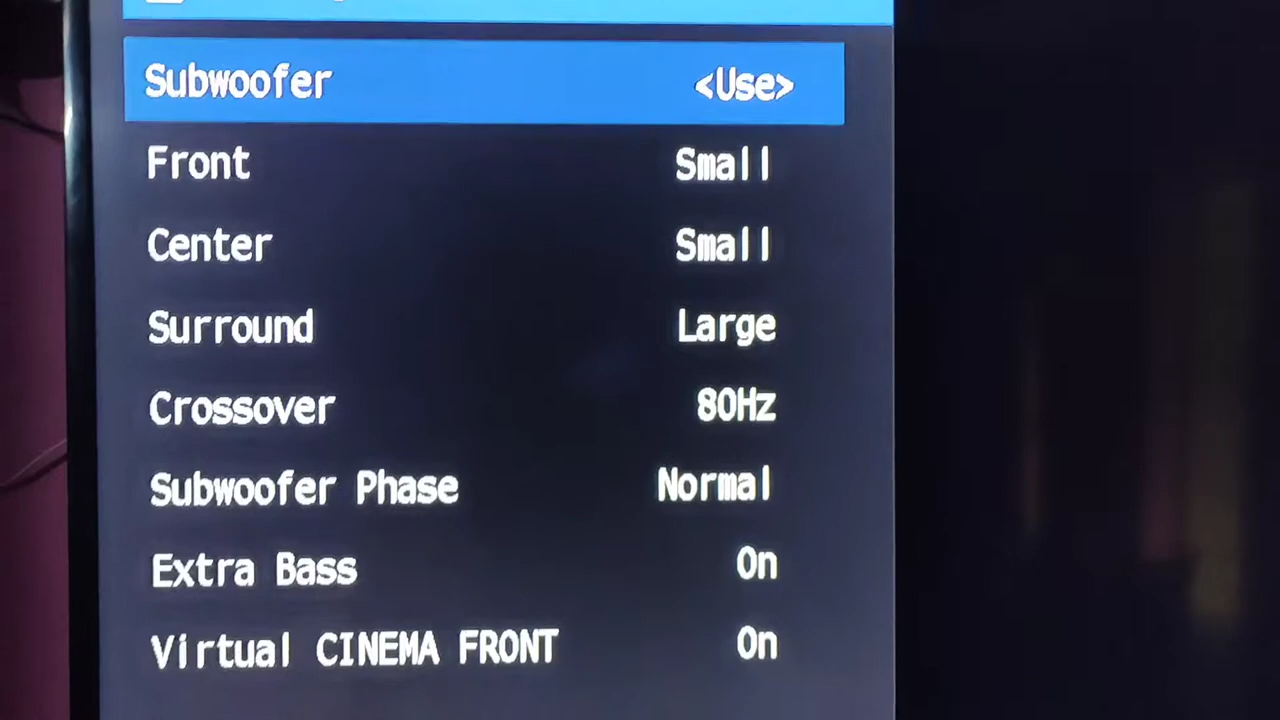 Subwoofer <Use>
Front Small
Center Small
Surround Large
Crossover 80Hz
Subwoofer Phase Normal
Extra Bass On
Virtual CINEMA FRONT On